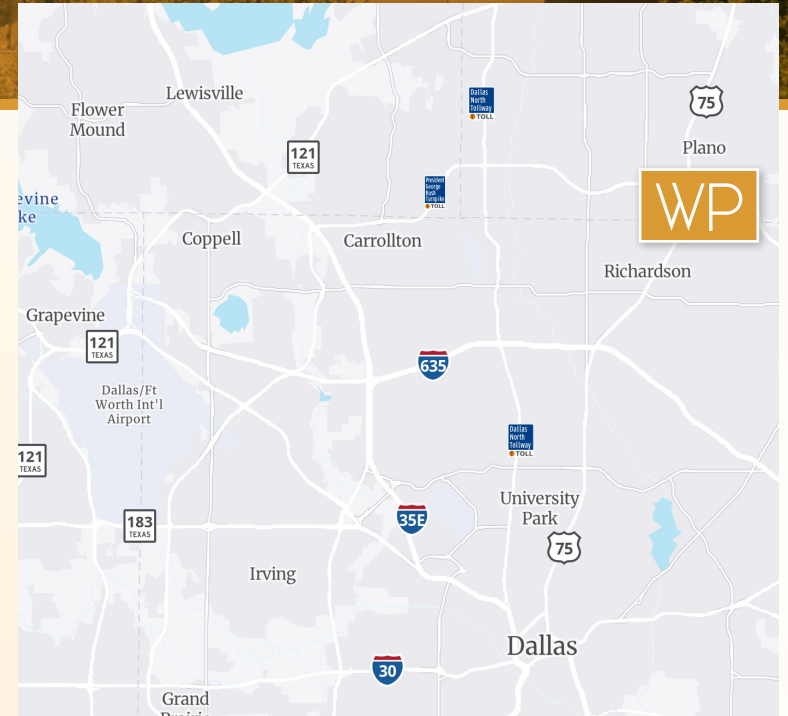 Lewisville
Flower
Mound
Dallas
North
Tollway
TOLL
75
121
TEXAS
Plano
President
George
Bush
Turnpike
TOLL
WP
evine
ke
Coppell
Carrollton
Richardson
Grapevine
121
TEXAS
635
Dallas/Ft
Worth Int'l
Airport
Dallas
North
Tollway
TOLL
121
TEXAS
183
TEXAS
35E
University
Park
75
Irving
Dallas
30
Grand
Prairie